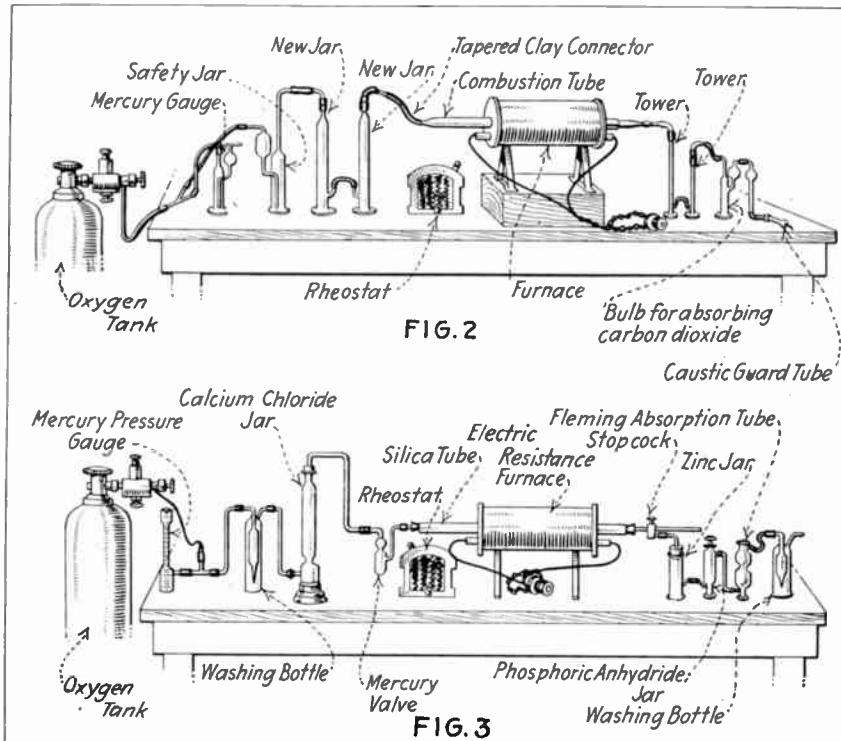 New Jar
Tapered Clay Connector
Safety Jar
New Jar
Combustion Tube
Tower
Mercury Gauge
Tower
Oxygen
Tank
Rheostat
Furnace
Bulb for absorbing
carbon dioxide
FIG. 2
Caustic Guard Tube
Calcium Chloride
Jar
Mercury Pressure
Gauge
Silica Tube
Electric
Resistance
Furnace
Rheostat
Fleming Absorption Tube
Stopcock
Zinc Jar
Washing Bottle
Mercury
Valve
Phosphoric Anhydride
Jar
Washing Bottle
Oxygen
Tank
FIG. 3